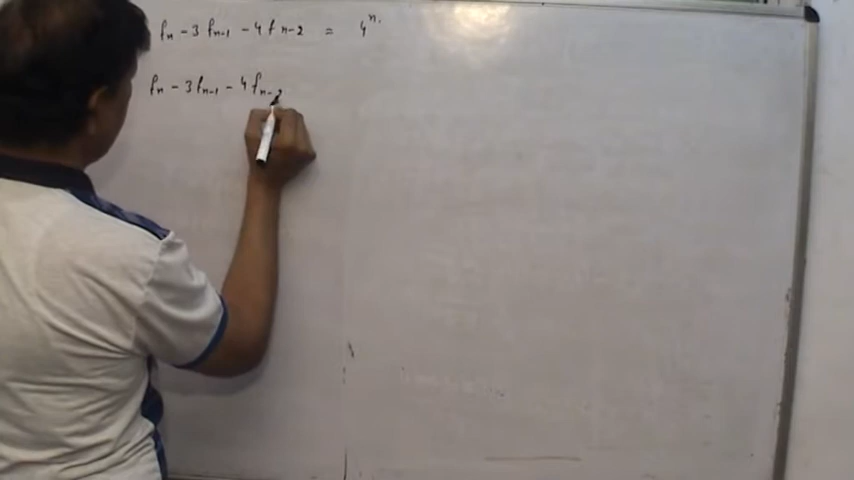 fn - 3 fn-1 - 4 f n-2 = 4^n.
fn - 3 fn-1 - 4 fn-2